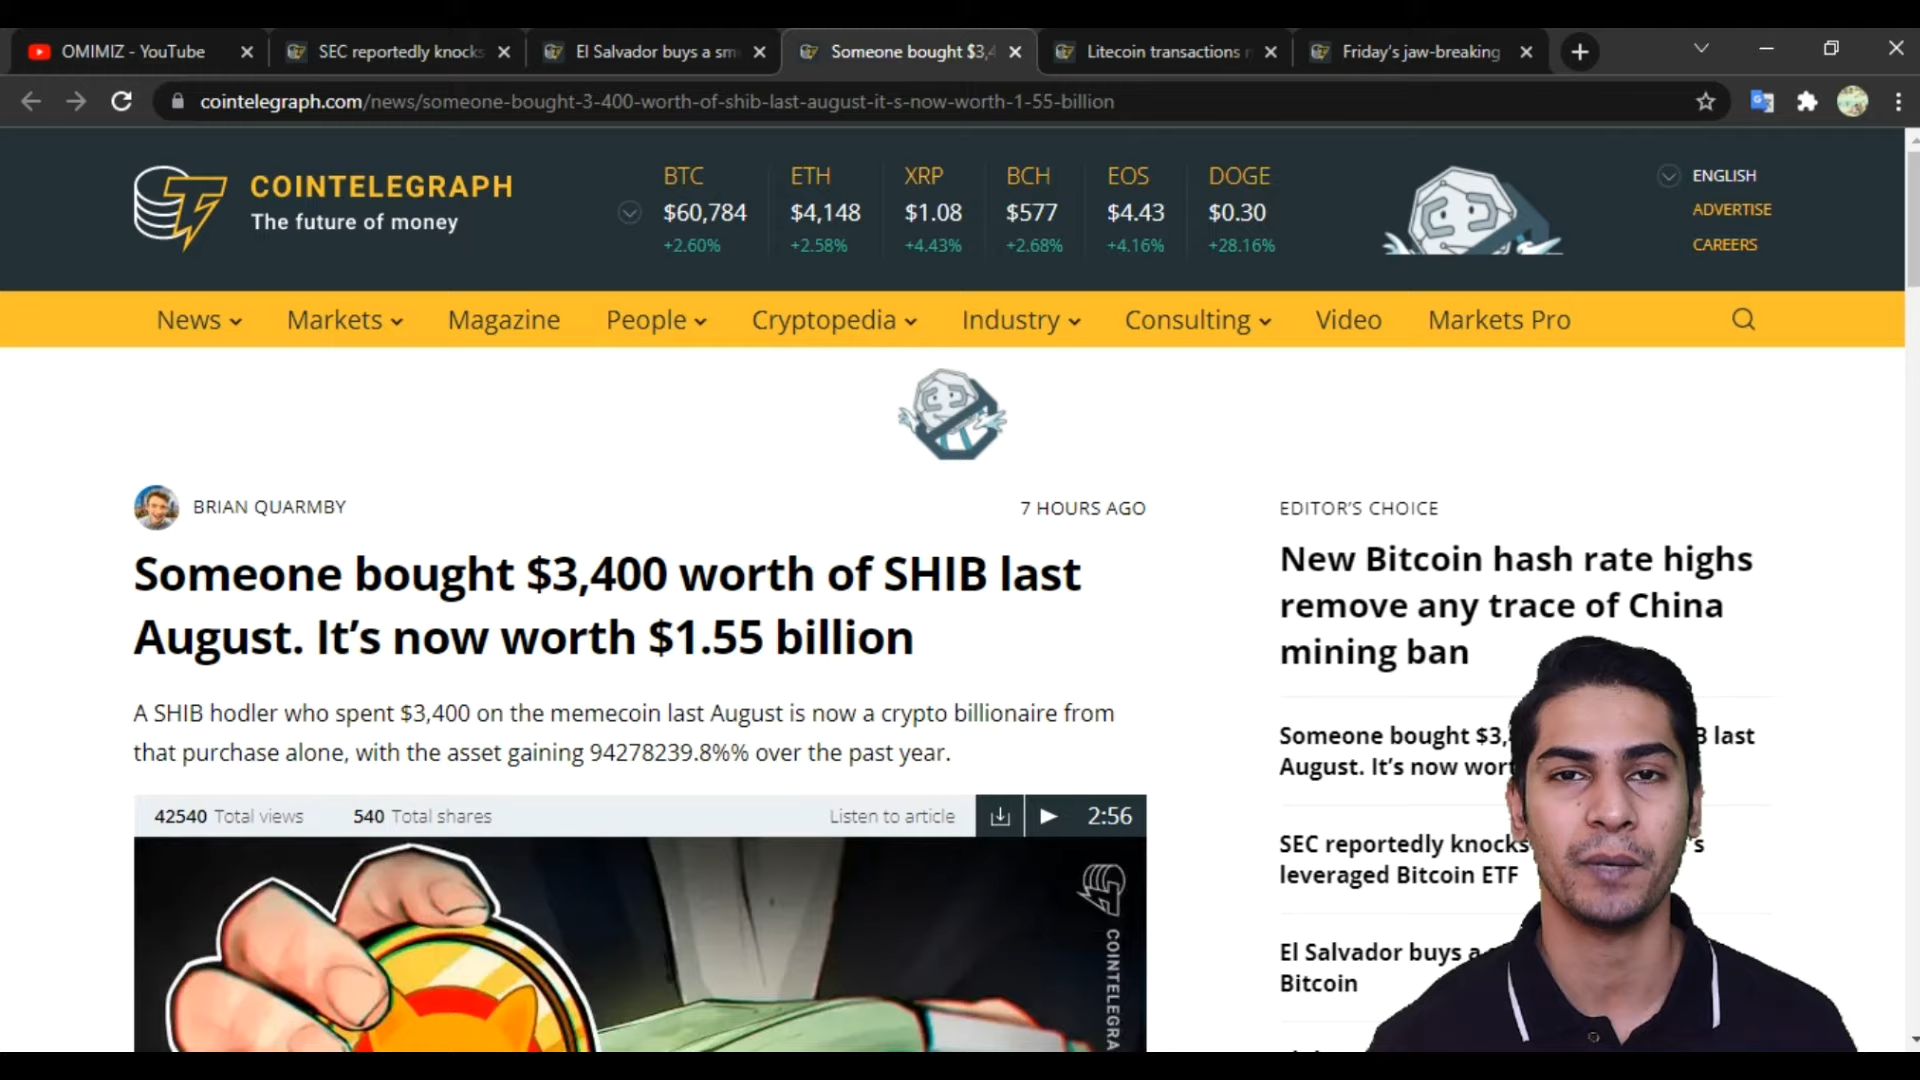 OMIMIZ - YouTube
SEC reportedly knocks
El Salvador buys a sm
Someone bought $3,4
Litecoin transactions
Friday's jaw-breaking
cointelegraph.com/news/someone-bought-3-400-worth-of-shib-last-august-it-s-now-worth-1-55-billion
COINTELEGRAPH
The future of money
BTC
$60,784
+2.60%
ETH
$4,148
+2.58%
XRP
$1.08
+4.43%
BCH
$577
+2.68%
EOS
$4.43
+4.16%
DOGE
$0.30
+28.16%
ENGLISH
ADVERTISE
CAREERS
News
Markets
Magazine
People
Cryptopedia
Industry
Consulting
Video
Markets Pro
BRIAN QUARMBY
7 HOURS AGO
Someone bought $3,400 worth of SHIB last
August. It's now worth $1.55 billion
A SHIB hodler who spent $3,400 on the memecoin last August is now a crypto billionaire from
that purchase alone, with the asset gaining 94278239.8%% over the past year.
42540 Total views
540 Total shares
Listen to article
2:56
COINTELEGRA
EDITOR'S CHOICE
New Bitcoin hash rate highs
remove any trace of China
mining ban
Someone bought $3, B last
August. It's now wort
SEC reportedly knocks 's
leveraged Bitcoin ETF
El Salvador buys a
Bitcoin